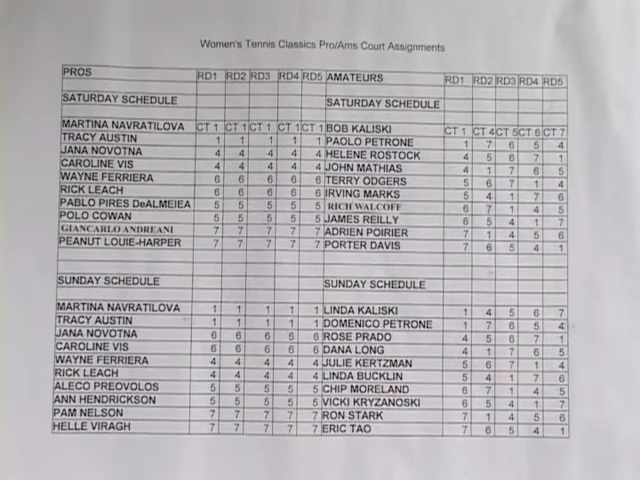 Women's Tennis Classics Pro/Ams Court Assignments
PROS RD1 RD2 RD3 RD4 RD5 AMATEURS RD1 RD2 RD3 RD4 RD5
SATURDAY SCHEDULE SATURDAY SCHEDULE
MARTINA NAVRATILOVA CT 1 CT 1 CT 1 CT 1 CT 1 BOB KALISKI CT 1 CT 4 CT 5 CT 6 CT 7
TRACY AUSTIN 1 1 1 1 1 PAOLO PETRONE 1 7 6 5 4
JANA NOVOTNA 4 4 4 4 4 HELENE ROSTOCK 4 5 6 7 1
CAROLINE VIS 4 4 4 4 4 JOHN MATHIAS 4 1 7 6 5
WAYNE FERRIERA 6 6 6 6 6 TERRY ODGERS 5 6 7 1 4
RICK LEACH 6 6 6 6 6 IRVING MARKS 5 4 1 7 6
PABLO PIRES DeALMEIEA 5 5 5 5 5 RICH WALCOFF 6 7 1 4 5
POLO COWAN 5 5 5 5 5 JAMES REILLY 6 5 4 1 7
GIANCARLO ANDREANI 7 7 7 7 7 ADRIEN POIRIER 7 1 4 5 6
PEANUT LOUIE-HARPER 7 7 7 7 7 PORTER DAVIS 7 6 5 4 1
SUNDAY SCHEDULE SUNDAY SCHEDULE
MARTINA NAVRATILOVA 1 1 1 1 1 LINDA KALISKI 1 4 5 6 7
TRACY AUSTIN 1 1 1 1 1 DOMENICO PETRONE 1 7 6 5 4
JANA NOVOTNA 6 6 6 6 6 ROSE PRADO 4 5 6 7 1
CAROLINE VIS 6 6 6 6 6 DANA LONG 4 1 7 6 5
WAYNE FERRIERA 4 4 4 4 4 JULIE KERTZMAN 5 6 7 1 4
RICK LEACH 4 4 4 4 4 LINDA BUCKLIN 5 4 1 7 6
ALECO PREOVOLOS 5 5 5 5 5 CHIP MORELAND 6 7 1 4 5
ANN HENDRICKSON 5 5 5 5 5 VICKI KRYZANOSKI 6 5 4 1 7
PAM NELSON 7 7 7 7 7 RON STARK 7 1 4 5 6
HELLE VIRAGH 7 7 7 7 7 ERIC TAO 7 6 5 4 1